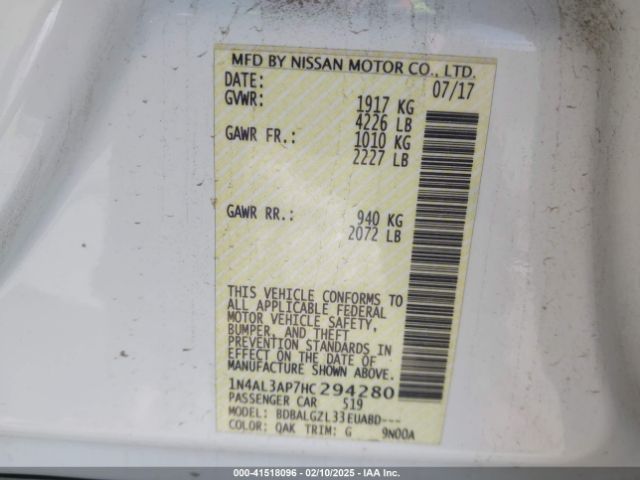 MFD BY NISSAN MOTOR CO., LTD.
DATE: 07/17
GVWR: 1917 KG
4226 LB
GAWR FR.: 1010 KG
2227 LB
GAWR RR.: 940 KG
2072 LB
THIS VEHICLE CONFORMS TO
ALL APPLICABLE FEDERAL
MOTOR VEHICLE SAFETY,
BUMPER, AND THEFT
PREVENTION STANDARDS IN
EFFECT ON THE DATE OF
MANUFACTURE SHOWN ABOVE.
1N4AL3AP7HC294280
PASSENGER CAR 519
MODEL: BDBALGZL33EUABD---
COLOR: QAK TRIM: G 9N00A
000-41518096 — 02/10/2025 — IAA Inc.